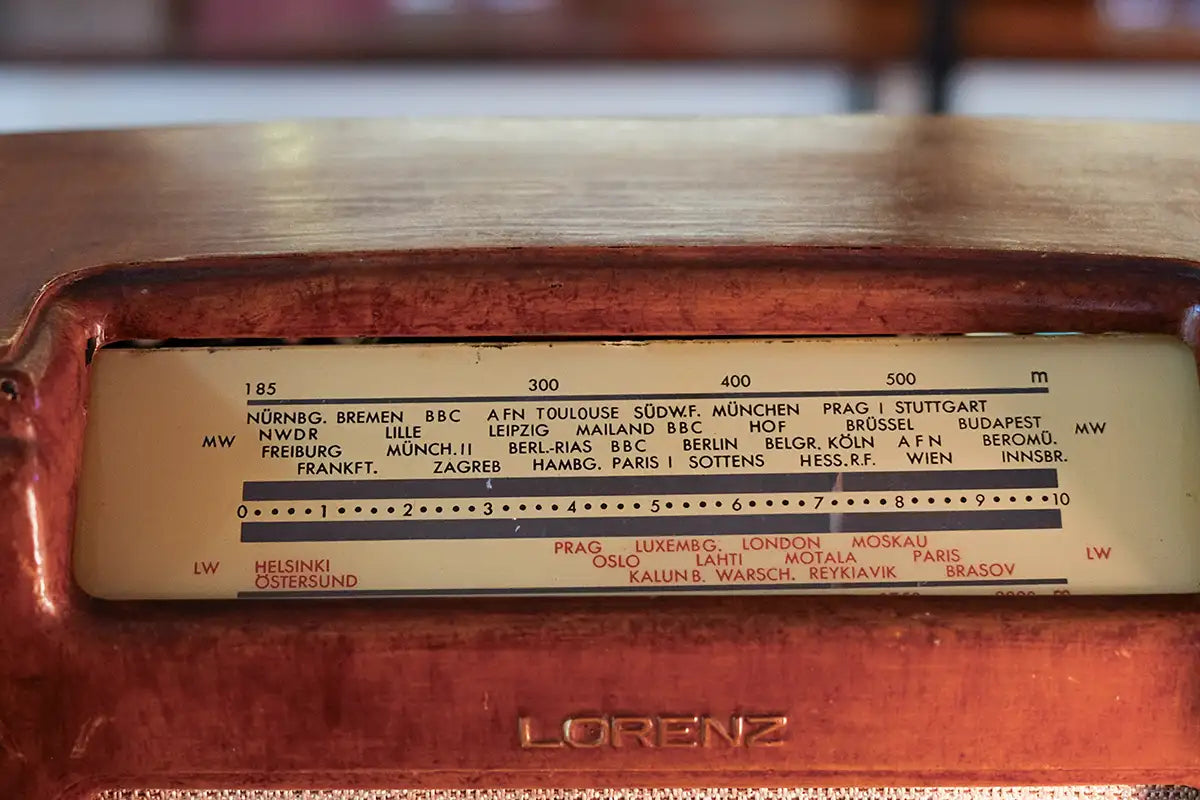 185 300 400 500 m
NÜRNBG. BREMEN BBC AFN TOULOUSE SÜDW.F. MÜNCHEN PRAG I STUTTGART
NWDR LILLE LEIPZIG MAILAND BBC HOF BRÜSSEL BUDAPEST
MW FREIBURG MÜNCH.II BERL.-RIAS BBC BERLIN BELGR. KÖLN AFN BEROMÜ. MW
FRANKFT. ZAGREB HAMBG. PARIS I SOTTENS HESS.R.F. WIEN INNSBR.
0 1 2 3 4 5 6 7 8 9 10
PRAG LUXEMBG. LONDON MOSKAU
LW HELSINKI OSLO LAHTI MOTALA PARIS LW
ÖSTERSUND KALUNB. WARSCH. REYKIAVIK BRASOV
LORENZ